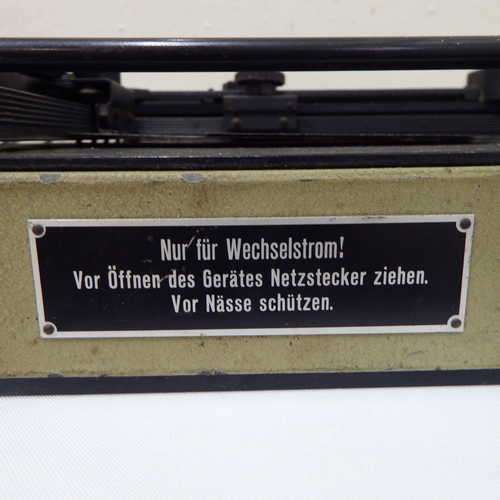 Nur für Wechselstrom!
Vor Öffnen des Gerätes Netzstecker ziehen.
Vor Nässe schützen.